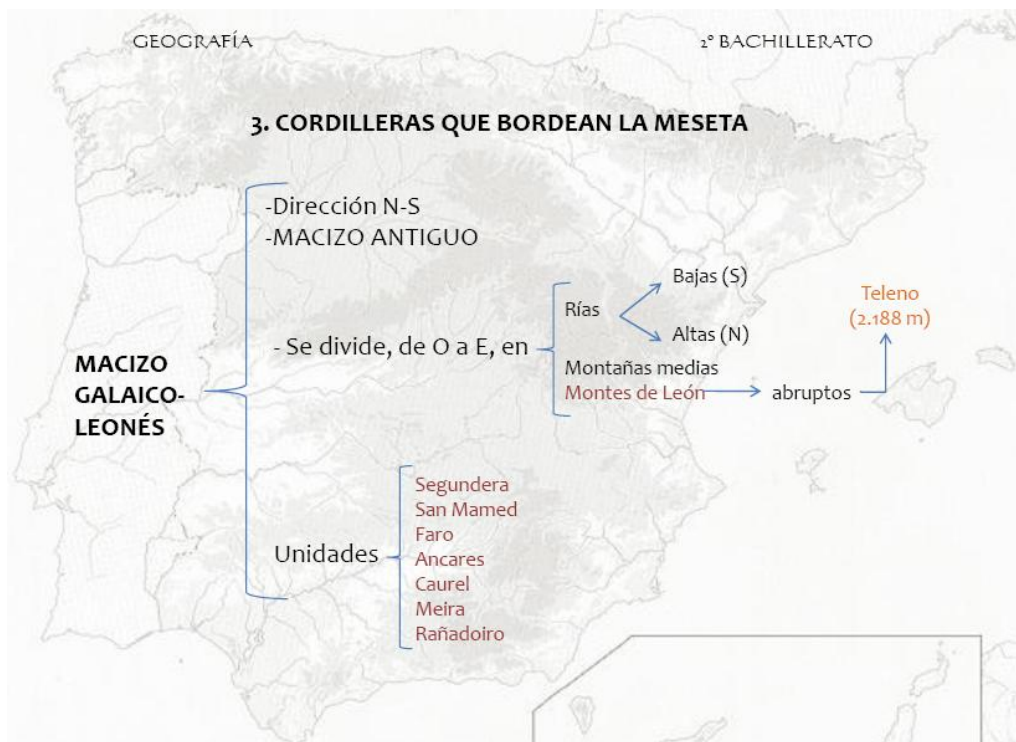 GEOGRAFÍA
2º BACHILLERATO
3. CORDILLERAS QUE BORDEAN LA MESETA
-Dirección N-S
-MACIZO ANTIGUO
- Se divide, de O a E, en
Rías
Bajas (S)
Altas (N)
Montañas medias
Montes de León
abruptos
Teleno
(2.188 m)
MACIZO
GALAICO-
LEONÉS
Unidades
Segundera
San Mamed
Faro
Ancares
Caurel
Meira
Rañadoiro